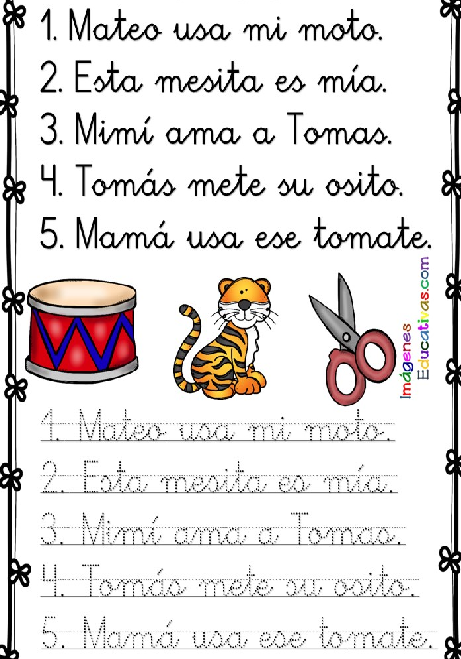 1. Mateo usa mi moto.
2. Esta mesita es mía.
3. Mimí ama a Tomas.
4. Tomás mete su osito.
5. Mamá usa ese tomate.
Imágenes
Educativas.com
1. Mateo usa mi moto.
2. Esta mesita es mía.
3. Mimí ama a Tomas.
4. Tomás mete su osito.
5. Mamá usa ese tomate.